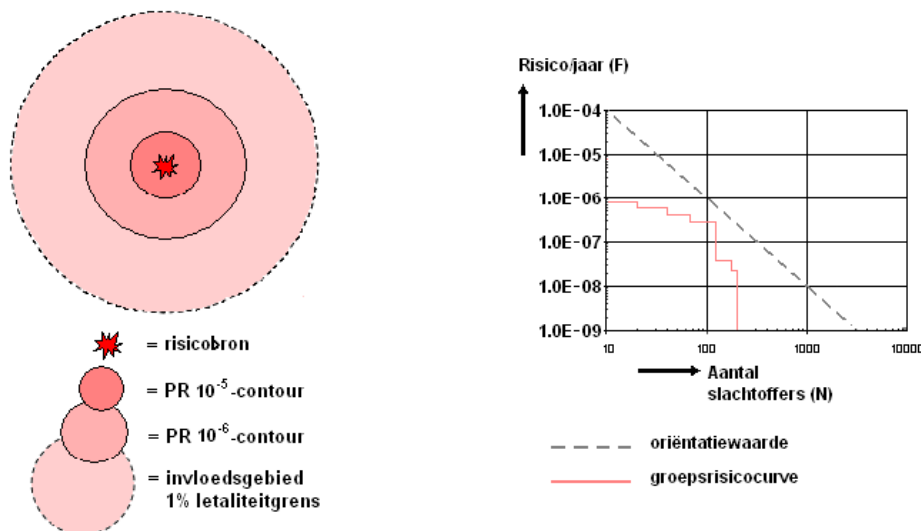 = risicobron
= PR 10⁻⁵-contour
= PR 10⁻⁶-contour
= invloedsgebied
1% letaliteitgrens
Risico/jaar (F)
1.0E-04
1.0E-05
1.0E-06
1.0E-07
1.0E-08
1.0E-09
10 100 1000 10000
Aantal
slachtoffers (N)
oriëntatiewaarde
groepsrisicocurve